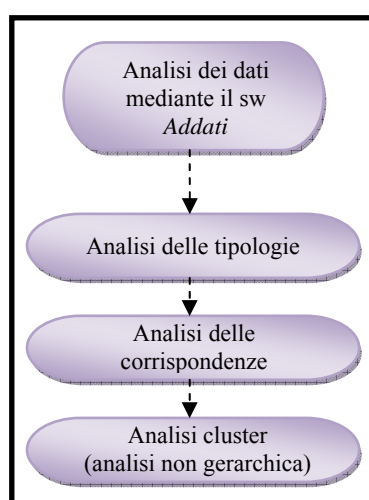 Analisi dei dati
mediante il sw
Addati
Analisi delle tipologie
Analisi delle
corrispondenze
Analisi cluster
(analisi non gerarchica)